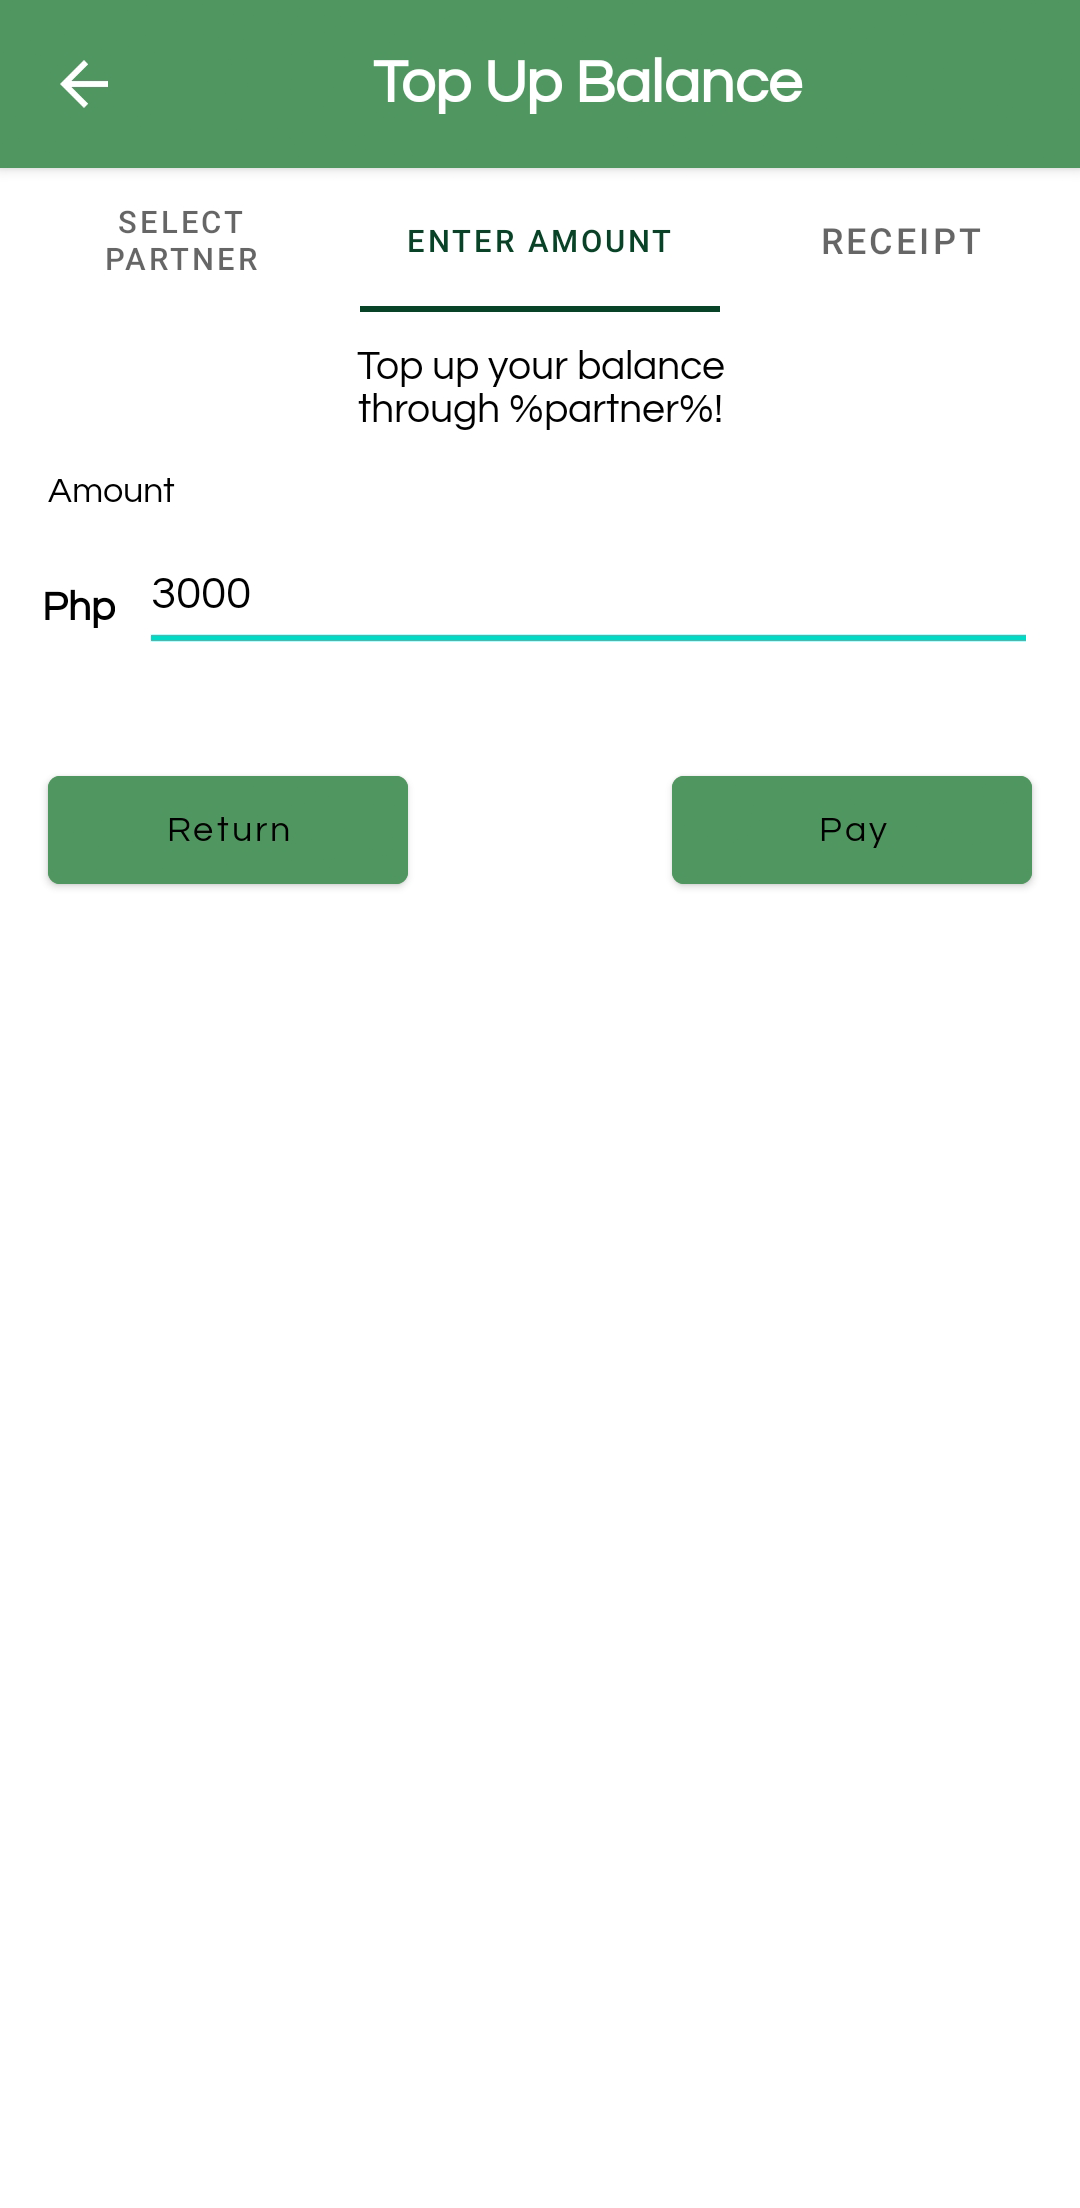 Top Up Balance
SELECT
PARTNER
ENTER AMOUNT
RECEIPT
Top up your balance
through %partner%!
Amount
Php 3000
Return
Pay